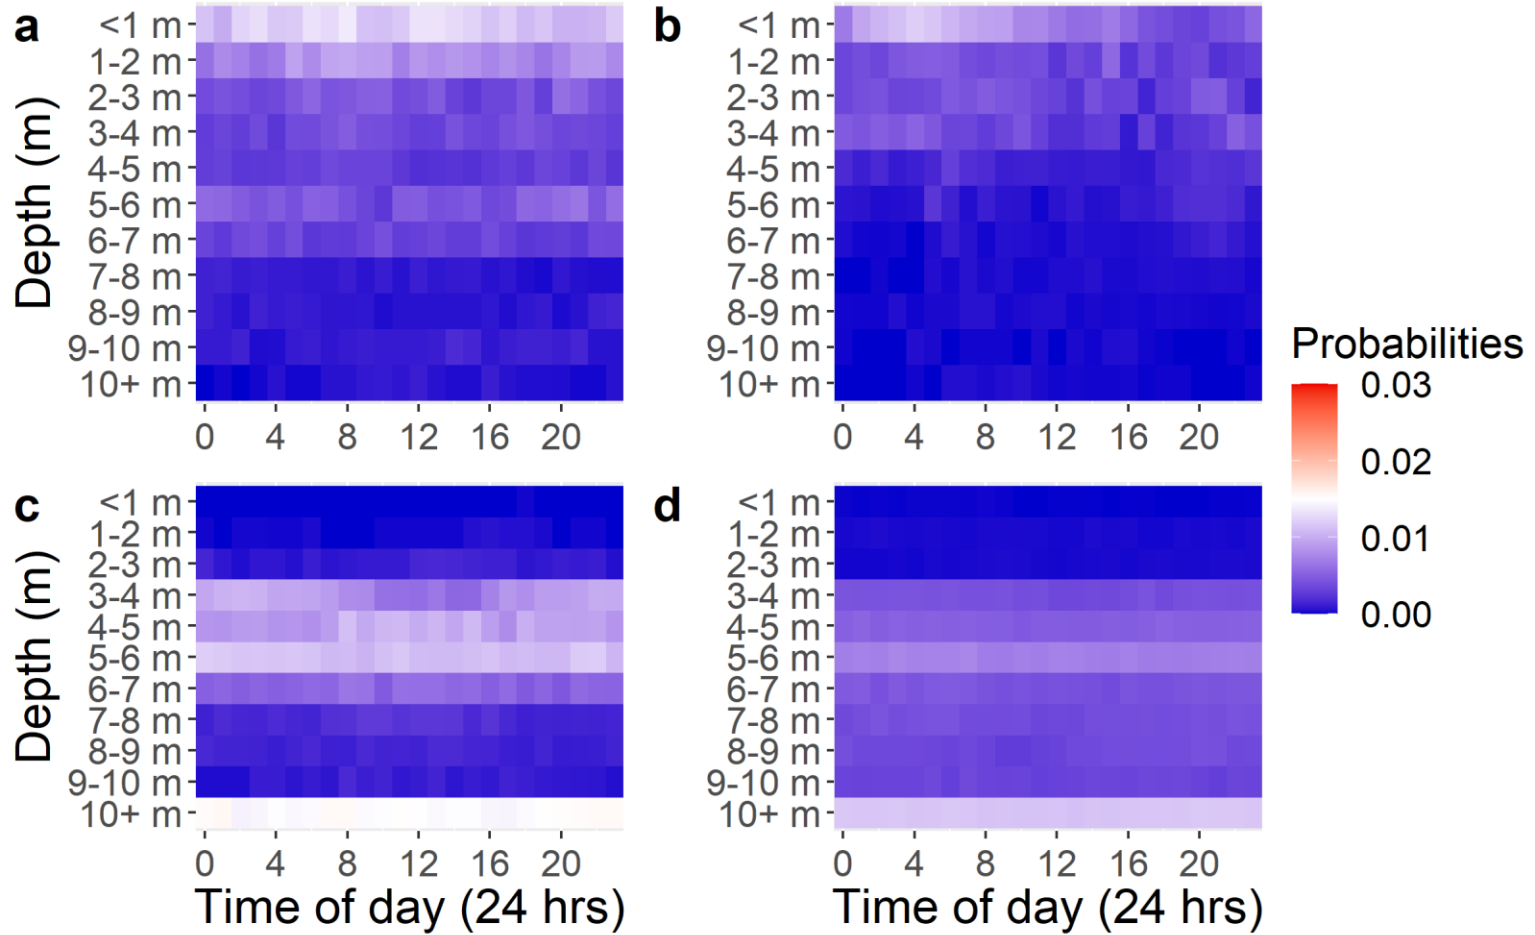 a
b
Depth (m)
<1 m
1-2 m
2-3 m
3-4 m
4-5 m
5-6 m
6-7 m
7-8 m
8-9 m
9-10 m
10+ m
0 4 8 12 16 20
<1 m
1-2 m
2-3 m
3-4 m
4-5 m
5-6 m
6-7 m
7-8 m
8-9 m
9-10 m
10+ m
0 4 8 12 16 20
Probabilities
0.03
0.02
0.01
0.00
c
d
Depth (m)
<1 m
1-2 m
2-3 m
3-4 m
4-5 m
5-6 m
6-7 m
7-8 m
8-9 m
9-10 m
10+ m
0 4 8 12 16 20
Time of day (24 hrs)
<1 m
1-2 m
2-3 m
3-4 m
4-5 m
5-6 m
6-7 m
7-8 m
8-9 m
9-10 m
10+ m
0 4 8 12 16 20
Time of day (24 hrs)